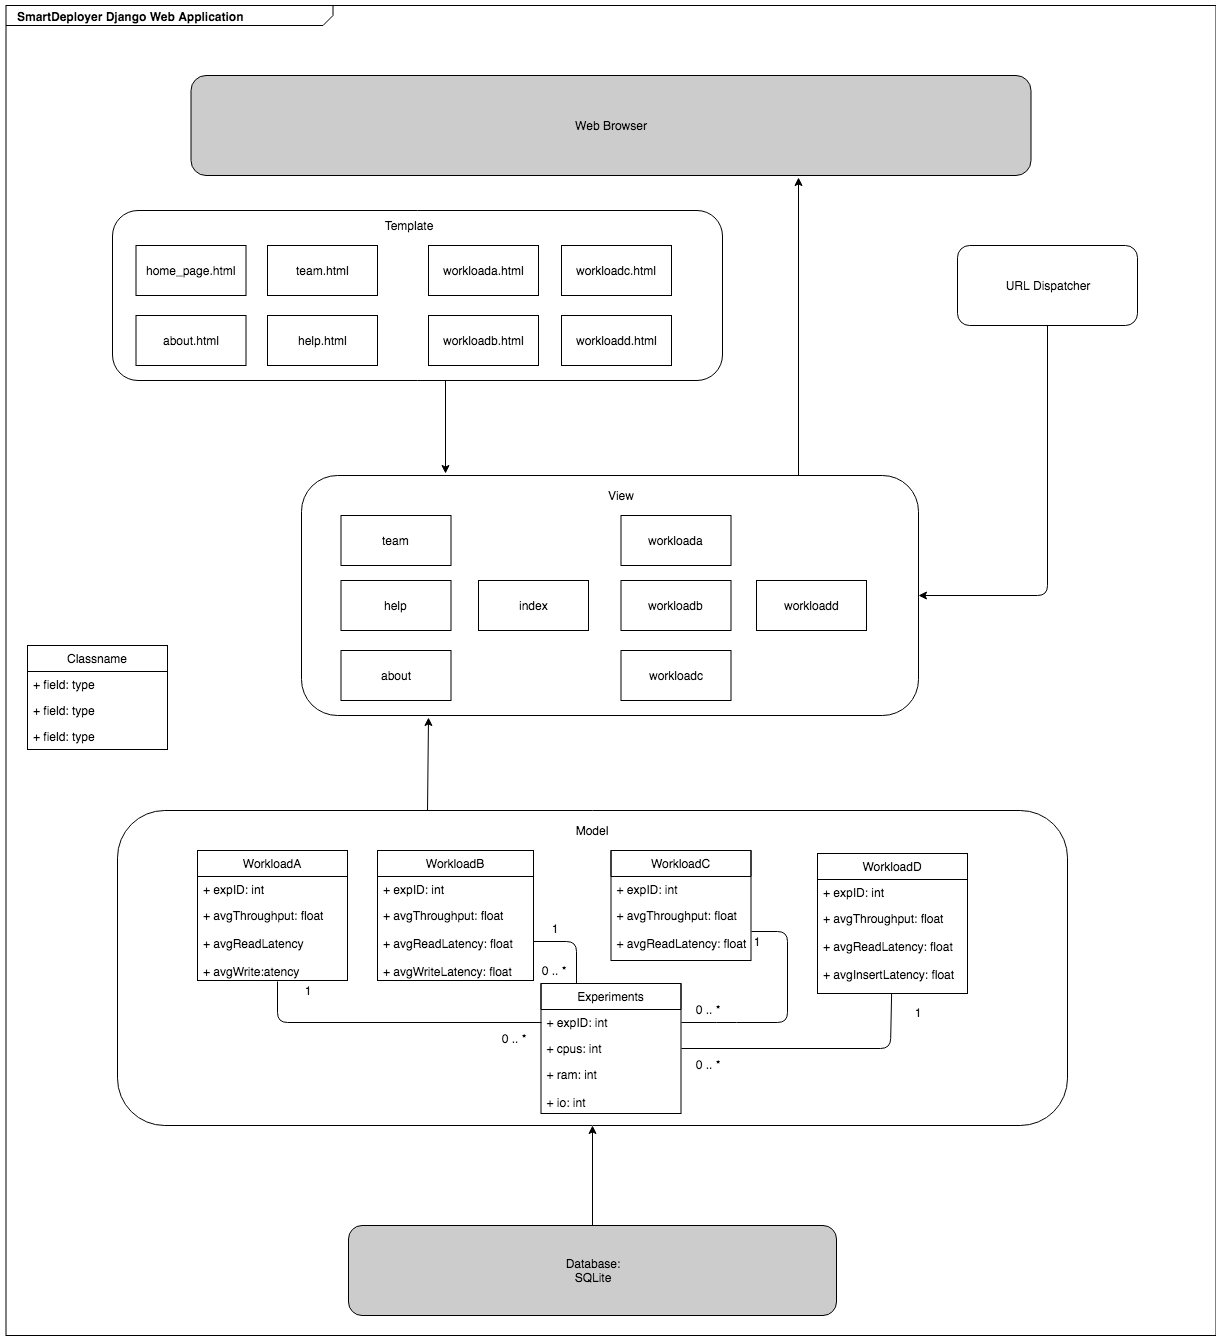 SmartDeployer Django Web Application
Web Browser
Template
home_page.html
team.html
workloada.html
workloadc.html
about.html
help.html
workloadb.html
workloadd.html
URL Dispatcher
View
team
workloada
help
index
workloadb
workloadd
about
workloadc
Classname
+ field: type
+ field: type
+ field: type
Model
WorkloadA
+ expID: int
+ avgThroughput: float
+ avgReadLatency
+ avgWrite:atency
WorkloadB
+ expID: int
+ avgThroughput: float
+ avgReadLatency: float
+ avgWriteLatency: float
WorkloadC
+ expID: int
+ avgThroughput: float
+ avgReadLatency: float
WorkloadD
+ expID: int
+ avgThroughput: float
+ avgReadLatency: float
+ avgInsertLatency: float
1
0 .. *
1
1
0 .. *
1
0 .. *
0 .. *
Experiments
+ expID: int
+ cpus: int
+ ram: int
+ io: int
Database:
SQLite